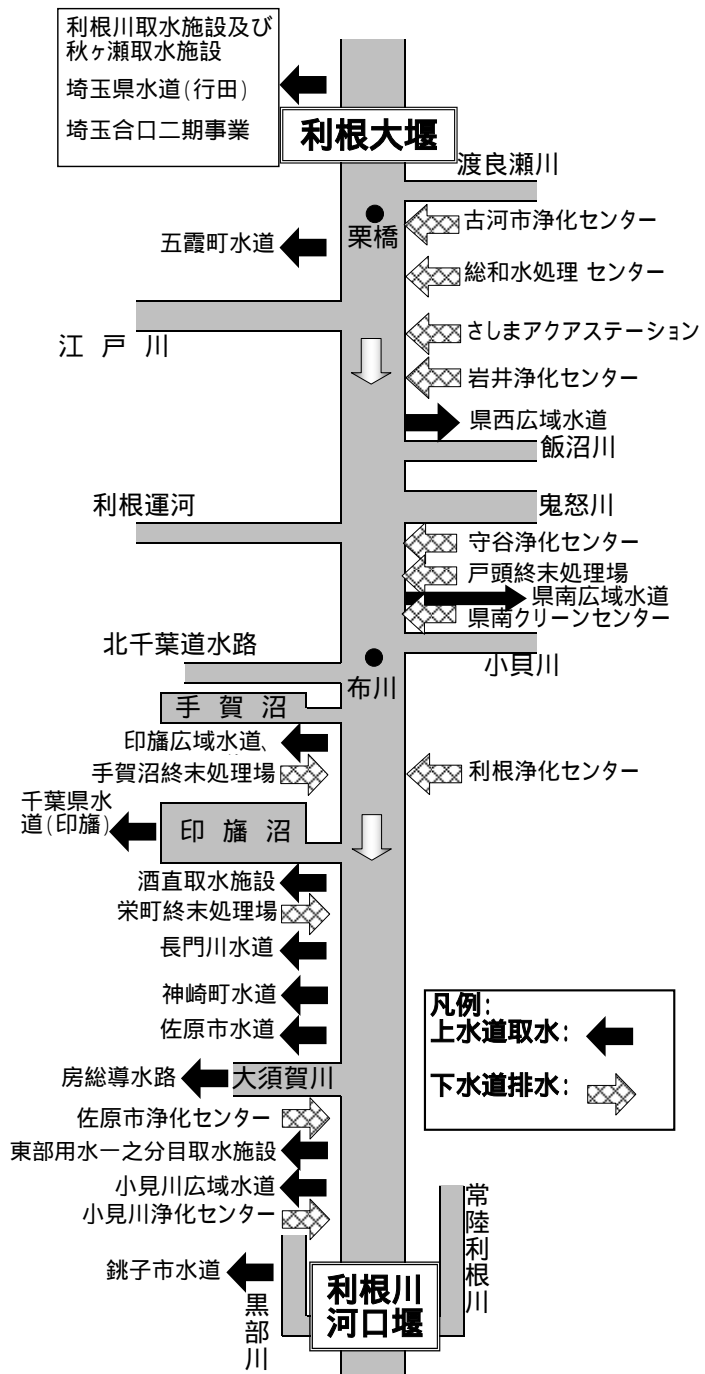 利根川取水施設及び
秋ヶ瀬取水施設
埼玉県水道(行田)
埼玉合口二期事業
利根大堰
渡良瀬川
栗橋
古河市浄化センター
五霞町水道
総和水処理 センター
江 戸 川
さしまアクアステーション
岩井浄化センター
県西広域水道
飯沼川
利根運河
鬼怒川
守谷浄化センター
戸頭終末処理場
県南広域水道
県南クリーンセンター
北千葉道水路
小貝川
布川
手 賀 沼
印旛広域水道、
手賀沼終末処理場
利根浄化センター
千葉県水
道(印旛)
印 旛 沼
酒直取水施設
栄町終末処理場
長門川水道
神崎町水道
佐原市水道
凡例:
上水道取水:
下水道排水:
房総導水路
大須賀川
佐原市浄化センター
東部用水一之分目取水施設
小見川広域水道
小見川浄化センター
常陸利根川
銚子市水道
黒部川
利根川
河口堰